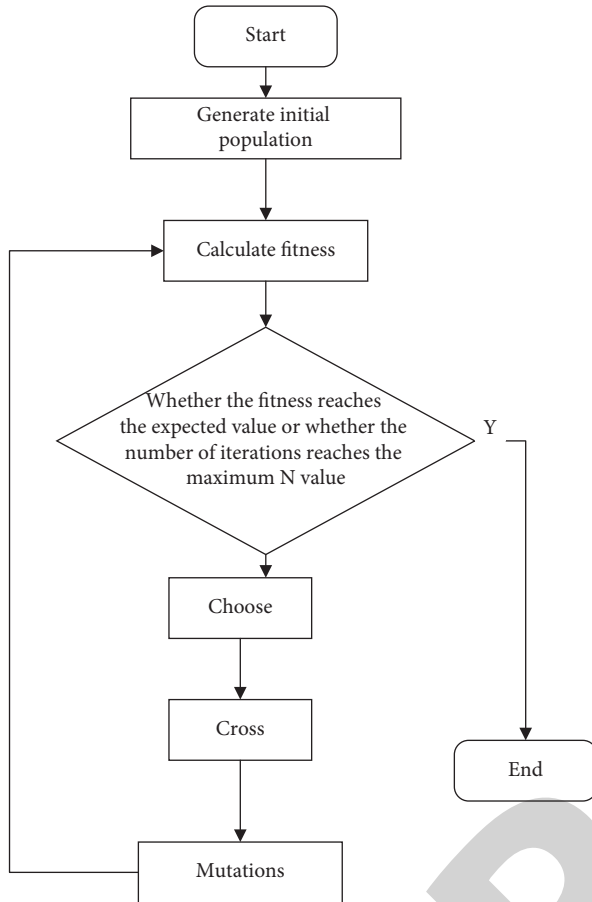 Start
Generate initial
population
Calculate fitness
Whether the fitness reaches
the expected value or whether the
number of iterations reaches the
maximum N value
Y
Choose
Cross
End
Mutations